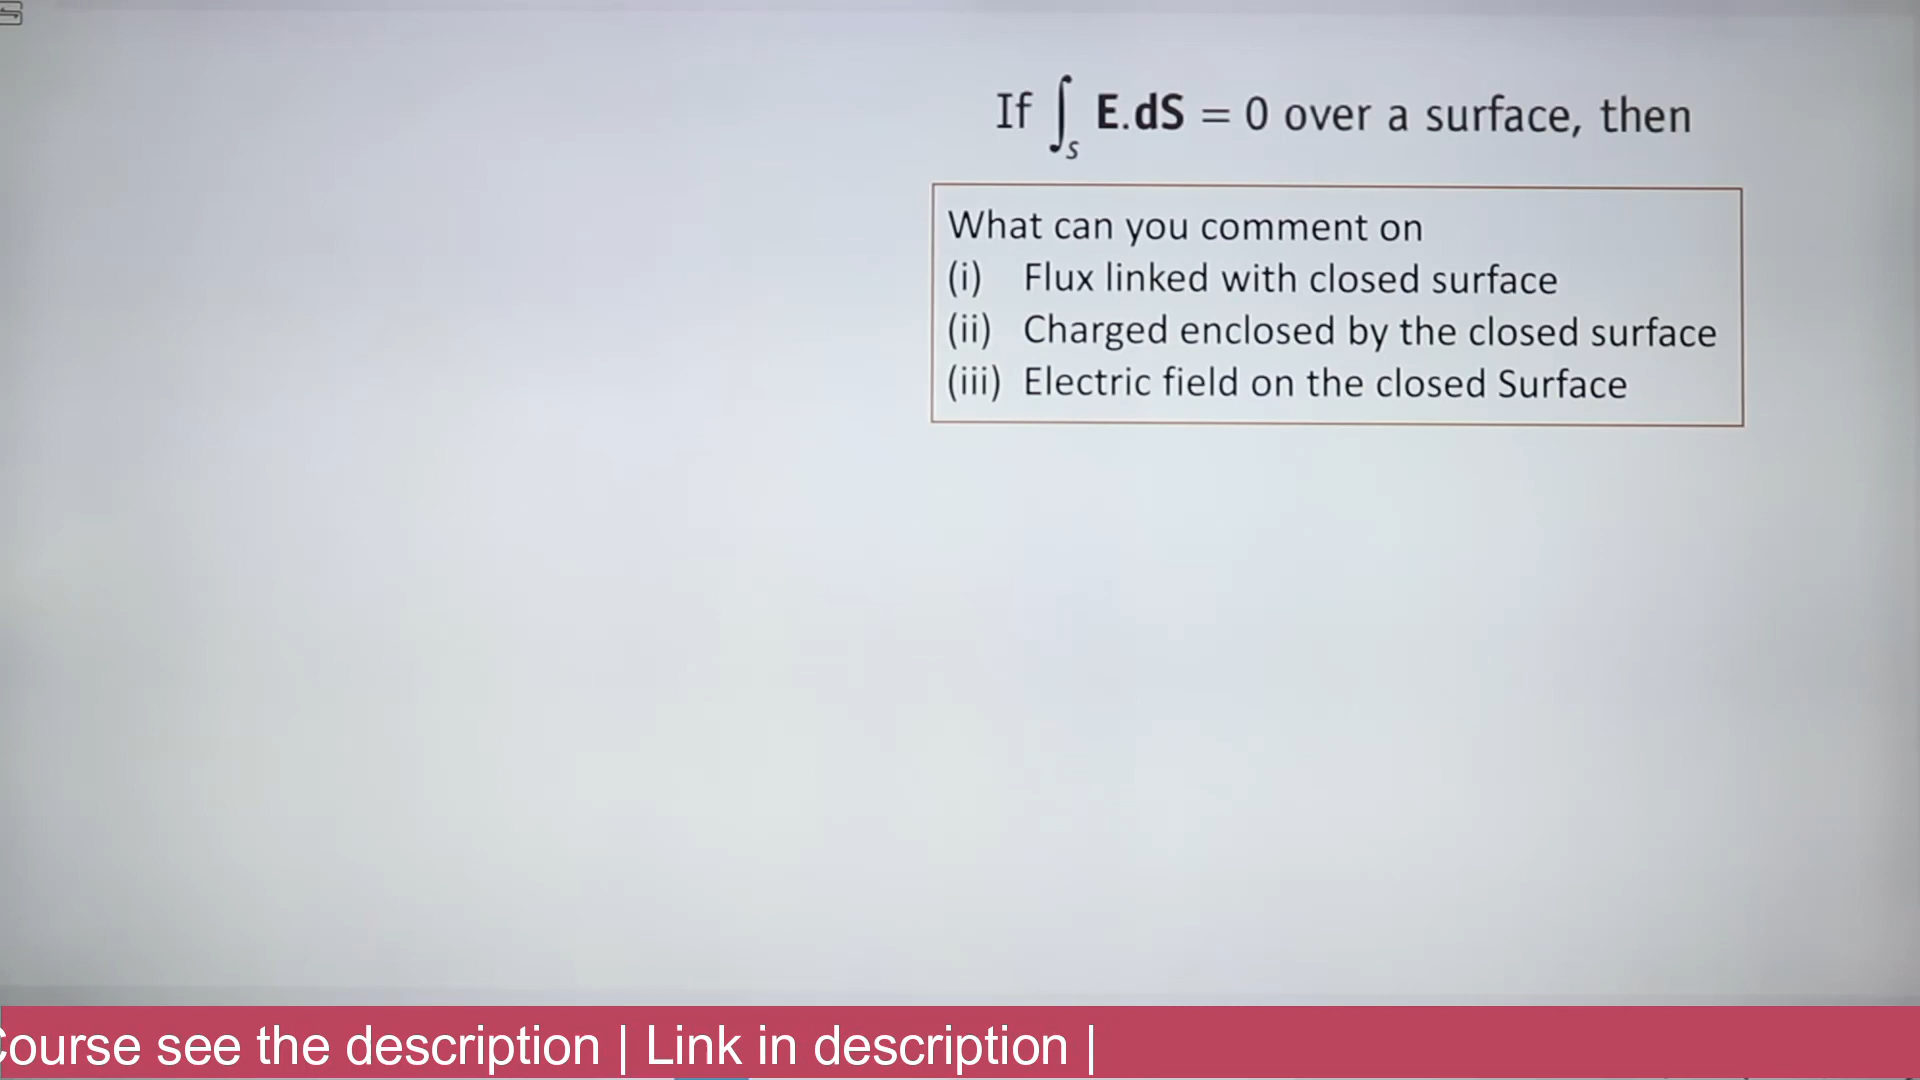 If ∫ₛ E.dS = 0 over a surface, then
What can you comment on
(i) Flux linked with closed surface
(ii) Charged enclosed by the closed surface
(iii) Electric field on the closed Surface
Course see the description | Link in description |